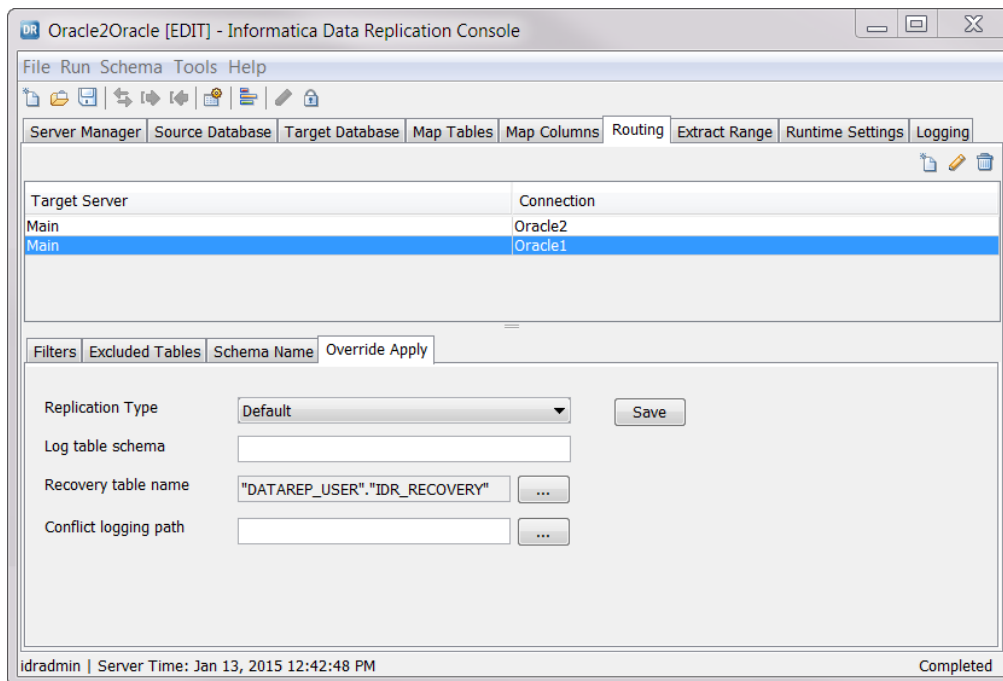 DR Oracle2Oracle [EDIT] - Informatica Data Replication Console
File Run Schema Tools Help
Server Manager Source Database Target Database Map Tables Map Columns Routing Extract Range Runtime Settings Logging
Target Server Connection
Main Oracle2
Main Oracle1
Filters Excluded Tables Schema Name Override Apply
Replication Type Default Save
Log table schema
Recovery table name "DATAREP_USER"."IDR_RECOVERY" ...
Conflict logging path ...
idradmin | Server Time: Jan 13, 2015 12:42:48 PM Completed